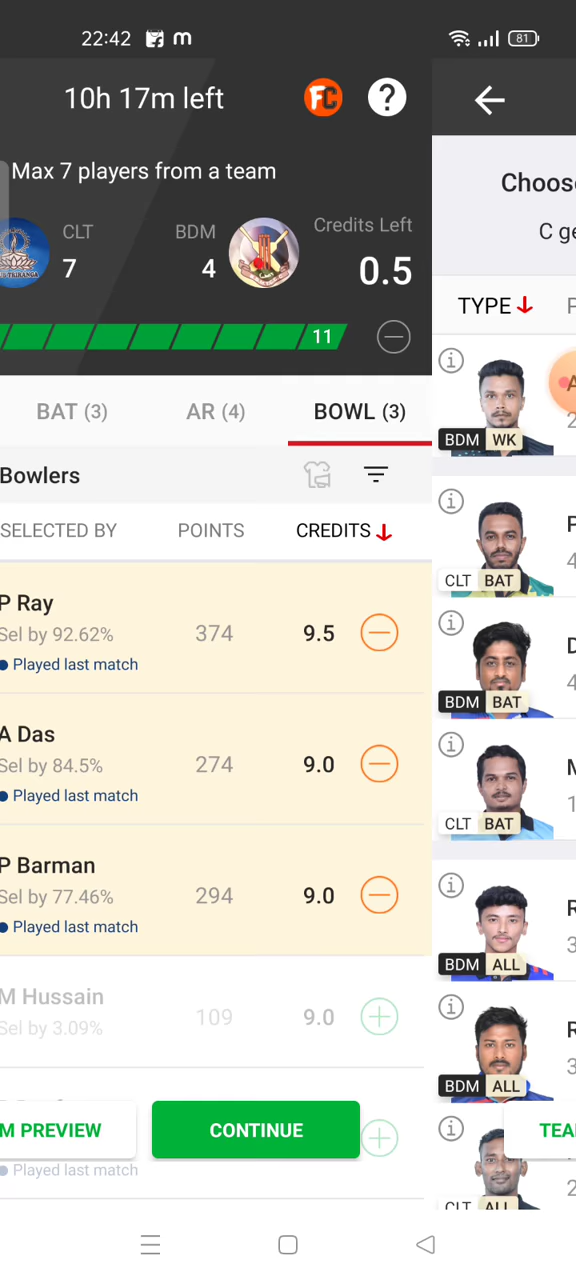 22:42
m
81
10h 17m left
FC
?
Max 7 players from a team
CLT
7
BDM
4
Credits Left
0.5
11
BAT (3)
AR (4)
BOWL (3)
Bowlers
SELECTED BY
POINTS
CREDITS
P Ray
Sel by 92.62%
Played last match
374
9.5
A Das
Sel by 84.5%
Played last match
274
9.0
P Barman
Sel by 77.46%
Played last match
294
9.0
M Hussain
Sel by 3.09%
109
9.0
Played last match
M PREVIEW
CONTINUE
Choos
C ge
TYPE
BDM WK
CLT BAT
BDM BAT
CLT BAT
BDM ALL
BDM ALL
CLT ALL
TEA